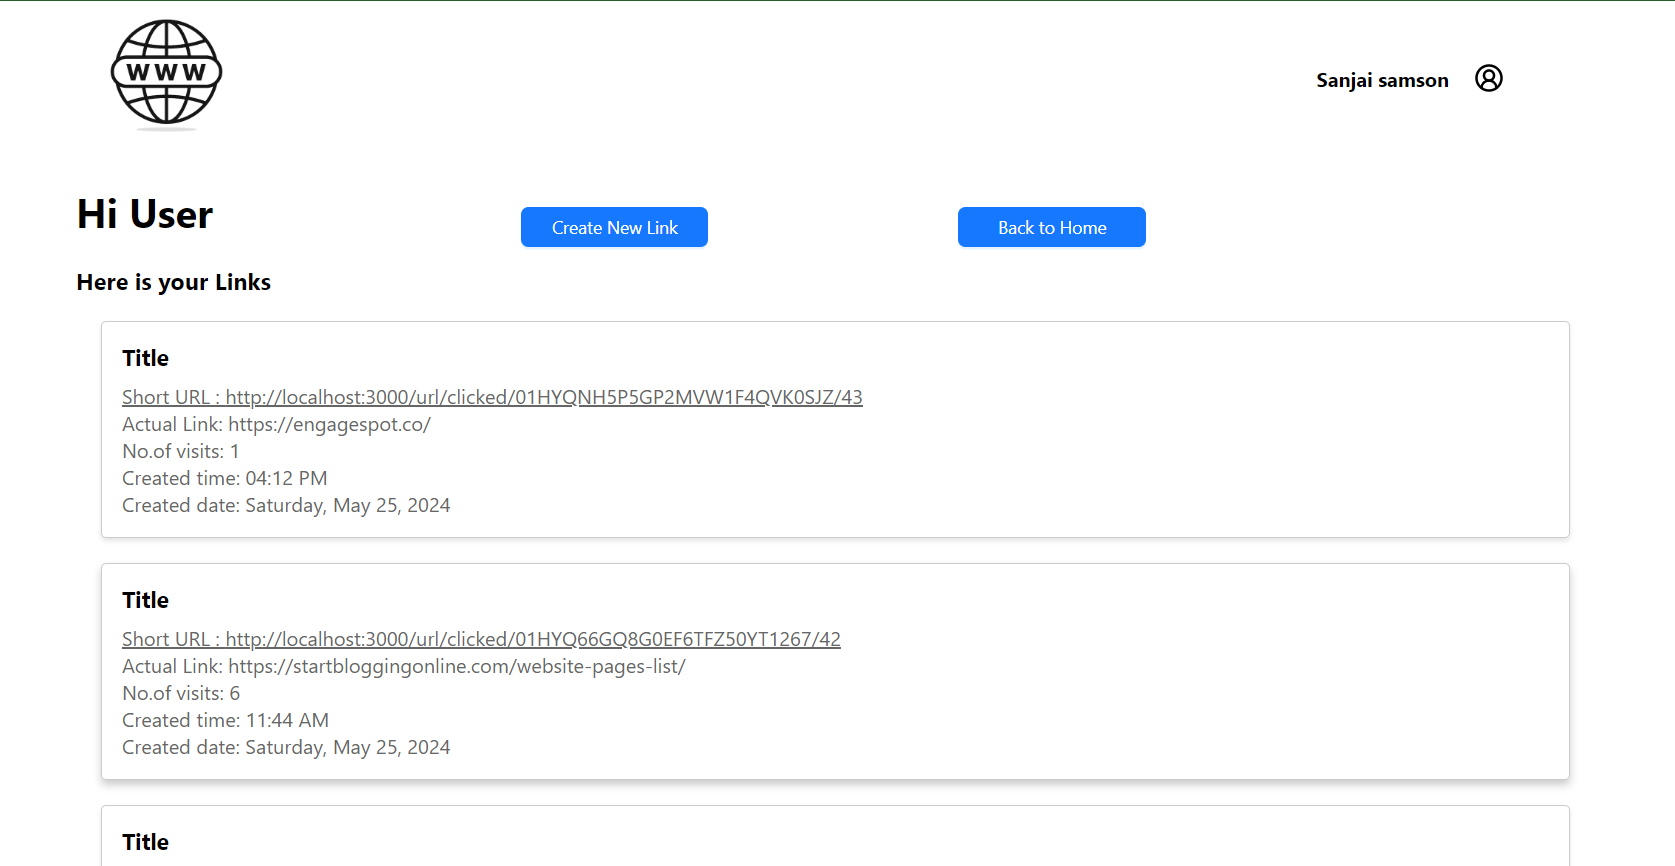 WWW
Sanjai samson
Hi User
Create New Link
Back to Home
Here is your Links
Title
Short URL : http://localhost:3000/url/clicked/01HYQNH5P5GP2MVW1F4QVK0SJZ/43
Actual Link: https://engagespot.co/
No.of visits: 1
Created time: 04:12 PM
Created date: Saturday, May 25, 2024
Title
Short URL : http://localhost:3000/url/clicked/01HYQ66GQ8G0EF6TFZ50YT1267/42
Actual Link: https://startbloggingonline.com/website-pages-list/
No.of visits: 6
Created time: 11:44 AM
Created date: Saturday, May 25, 2024
Title